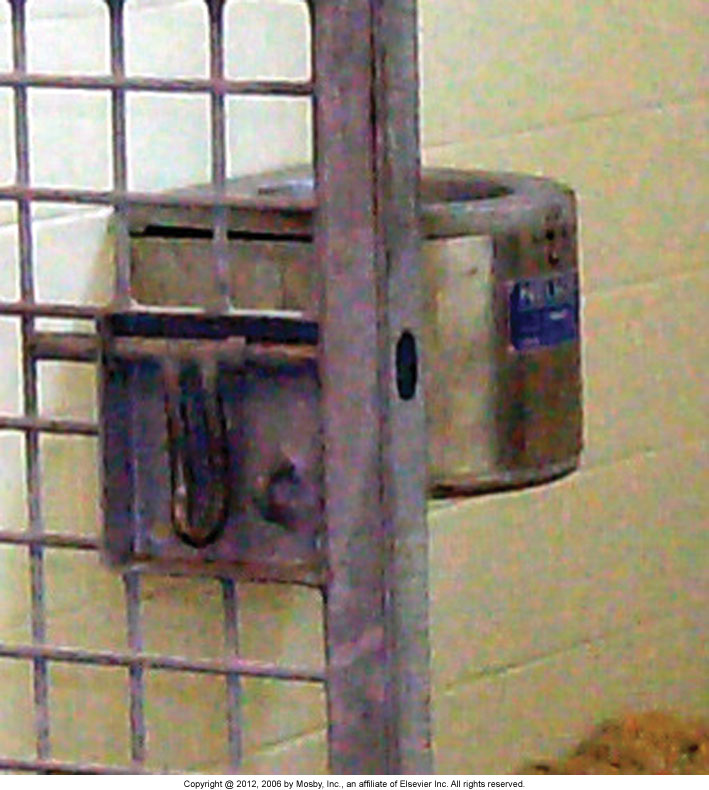 Copyright @ 2012, 2006 by Mosby, Inc., an affiliate of Elsevier Inc. All rights reserved.